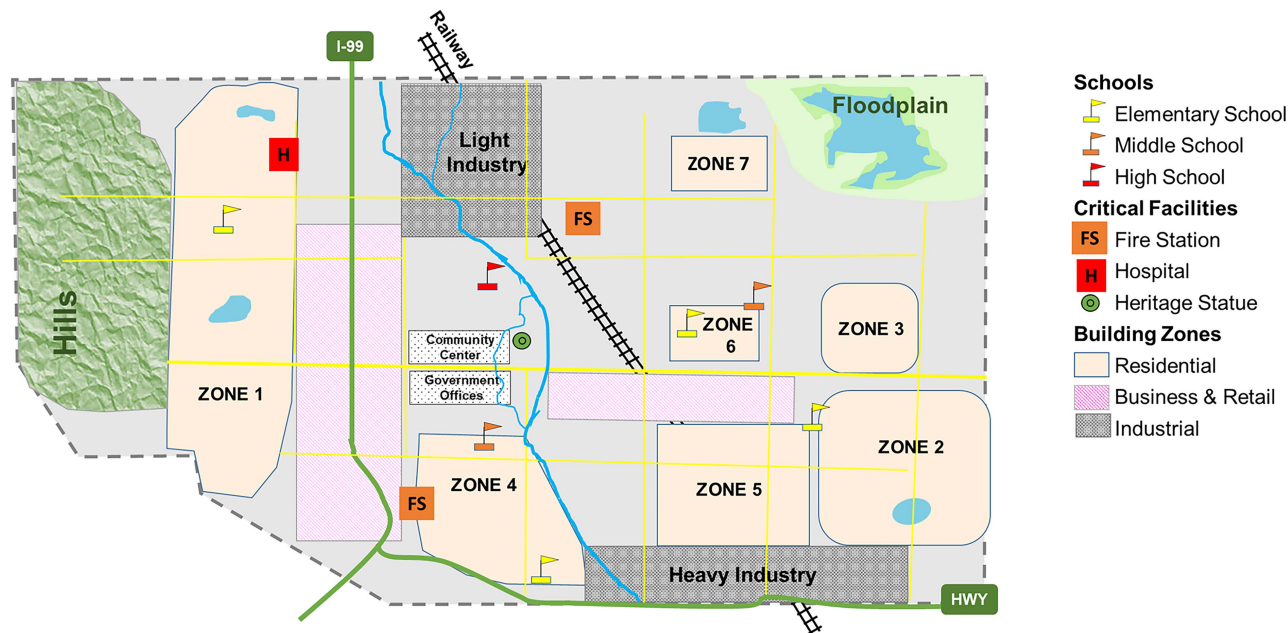 I-99
Railway
Hills
H
Light
Industry
Floodplain
ZONE 7
FS
ZONE 1
Community
Center
Government
Offices
ZONE
6
ZONE 3
ZONE 2
ZONE 4
FS
ZONE 5
Heavy Industry
HWY
Schools
Elementary School
Middle School
High School
Critical Facilities
FS Fire Station
H Hospital
Heritage Statue
Building Zones
Residential
Business & Retail
Industrial